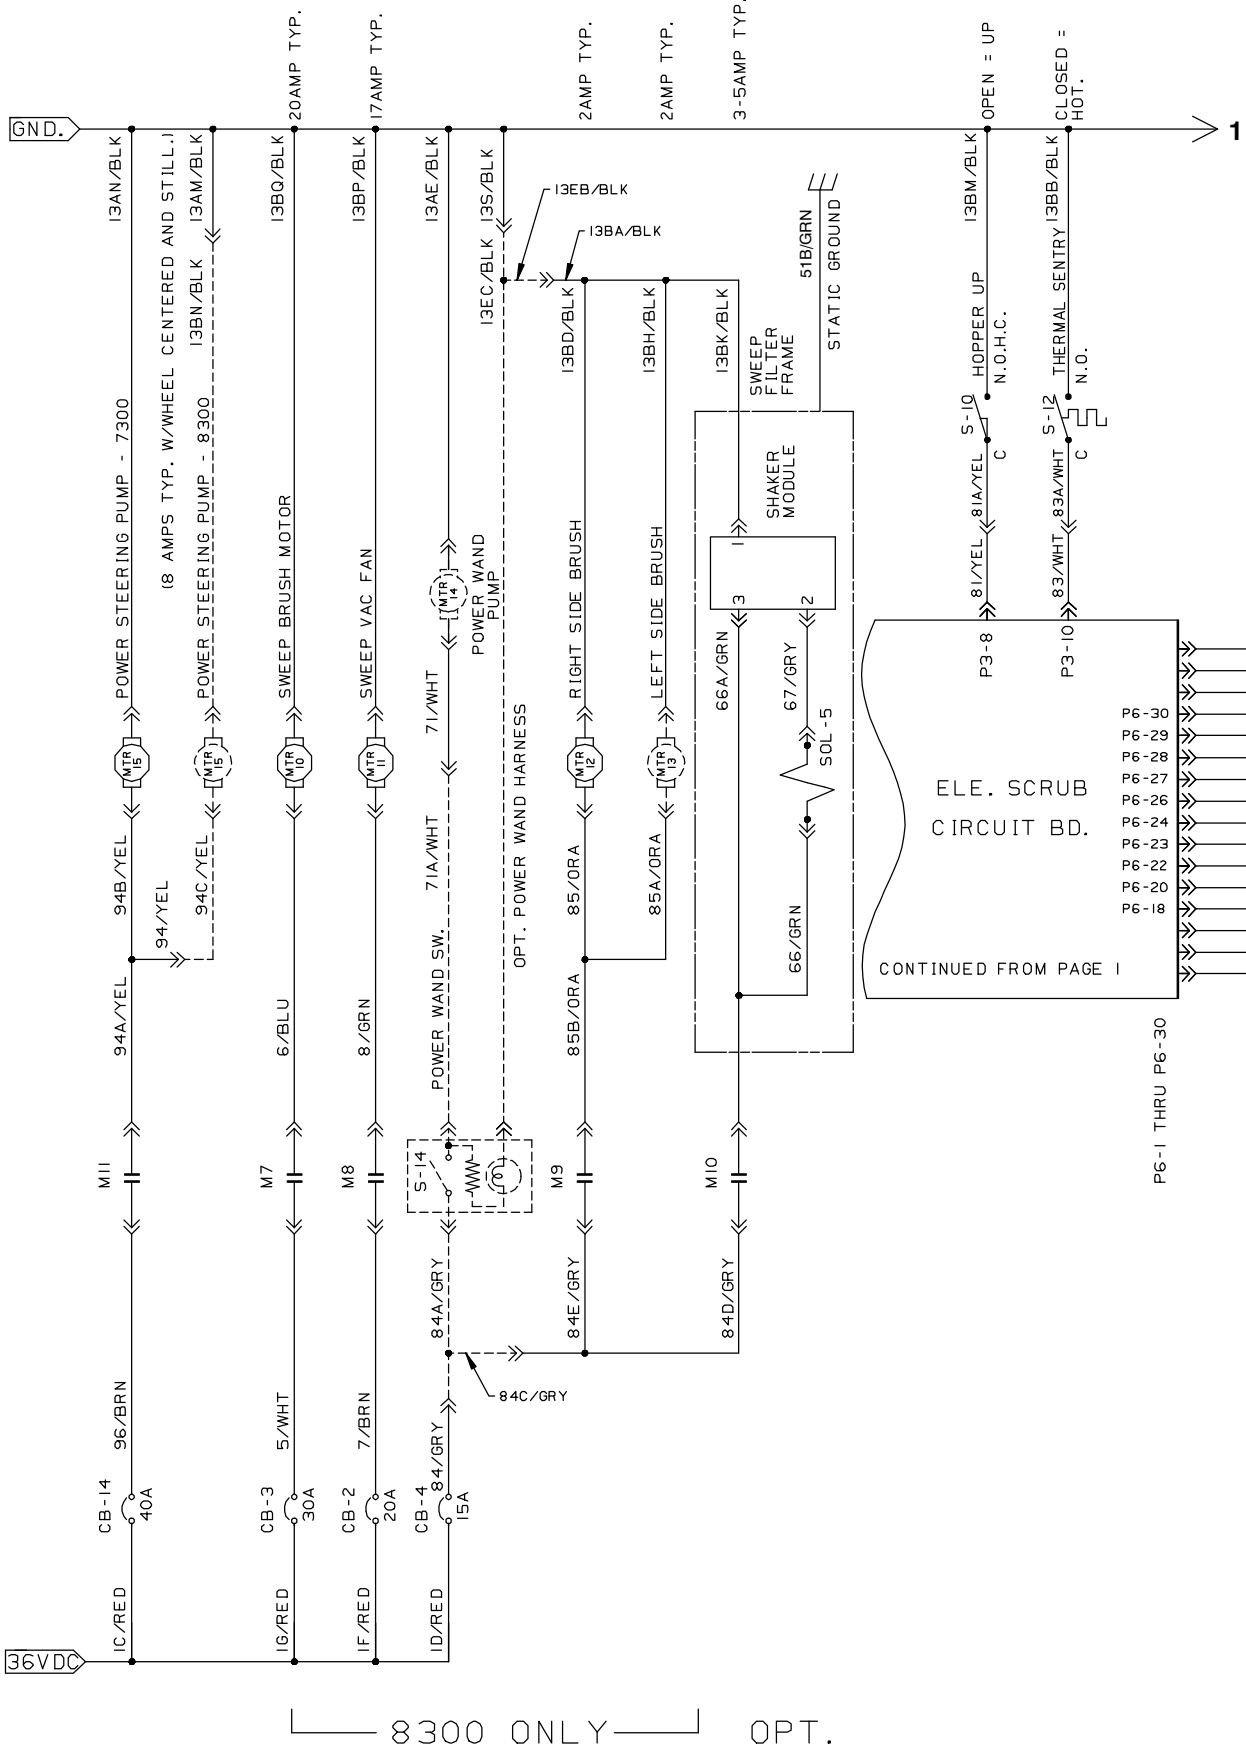 GND.
1
20AMP TYP.
17AMP TYP.
2AMP TYP.
2AMP TYP.
3-5AMP TYP.
OPEN = UP
CLOSED =
HOT.
13AN/BLK
13AM/BLK
13BQ/BLK
13BP/BLK
13AE/BLK
13S/BLK
13EB/BLK
13BA/BLK
13EC/BLK
13BN/BLK
13BD/BLK
13BH/BLK
13BK/BLK
51B/GRN
STATIC GROUND
13BM/BLK
13BB/BLK
POWER STEERING PUMP - 7300
(8 AMPS TYP. W/WHEEL CENTERED AND STILL.)
POWER STEERING PUMP - 8300
SWEEP BRUSH MOTOR
SWEEP VAC FAN
POWER WAND
PUMP
RIGHT SIDE BRUSH
LEFT SIDE BRUSH
SWEEP
FILTER
FRAME
SHAKER
MODULE
1
3
2
HOPPER UP
N.O.H.C.
S-10
C
THERMAL SENTRY
N.O.
S-12
C
81A/YEL
83A/WHT
81/YEL
83/WHT
P3-8
P3-10
MTR
15
MTR
15
MTR
10
MTR
11
MTR
14
MTR
12
MTR
13
71/WHT
66A/GRN
67/GRY
SOL-5
OPT. POWER WAND HARNESS
94B/YEL
94/YEL
94C/YEL
71A/WHT
85/ORA
85A/ORA
66/GRN
ELE. SCRUB
CIRCUIT BD.
P6-30
P6-29
P6-28
P6-27
P6-26
P6-24
P6-23
P6-22
P6-20
P6-18
CONTINUED FROM PAGE 1
P6-1 THRU P6-30
94A/YEL
6/BLU
8/GRN
POWER WAND SW.
85B/ORA
M11
M7
M8
S-14
M9
M10
84A/GRY
84E/GRY
84D/GRY
84C/GRY
96/BRN
5/WHT
7/BRN
84/GRY
CB-14
40A
CB-3
30A
CB-2
20A
CB-4
15A
1C/RED
1G/RED
1F/RED
1D/RED
36VDC
8300 ONLY
OPT.